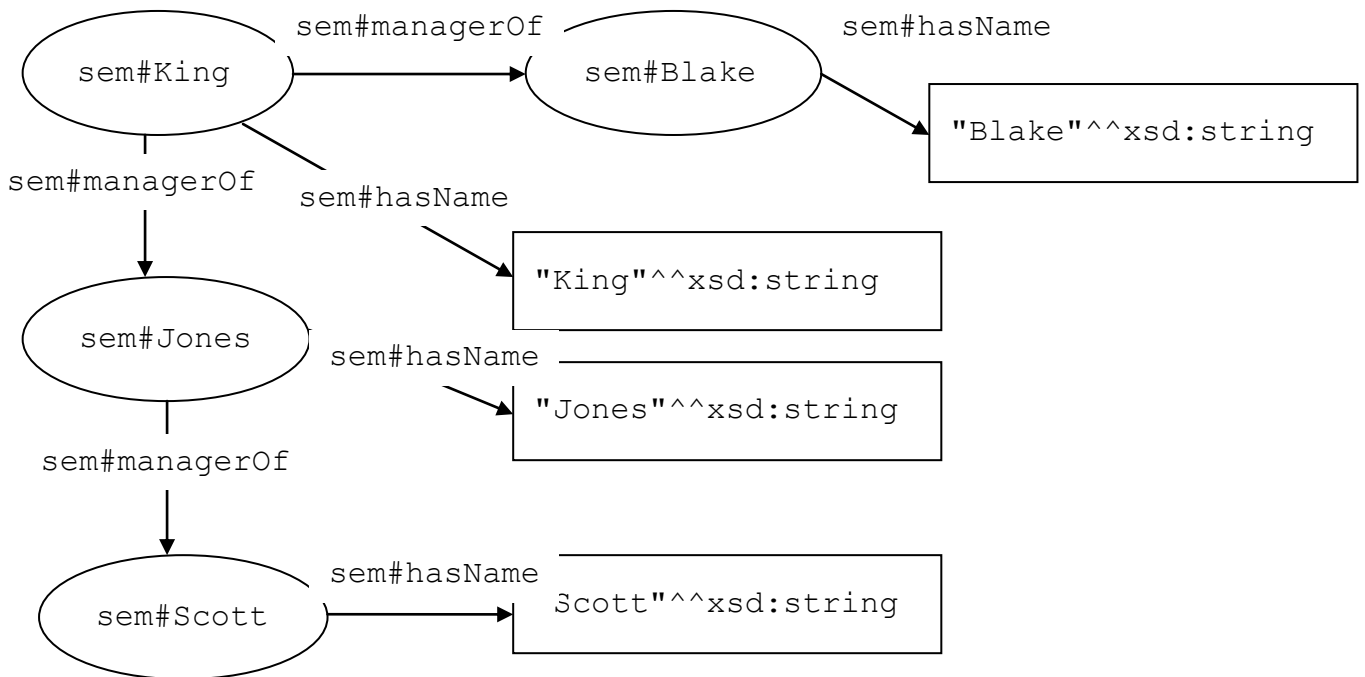 sem#managerOf
sem#hasName
sem#King
sem#Blake
"Blake"^^xsd:string
sem#managerOf
sem#hasName
"King"^^xsd:string
sem#Jones
sem#hasName
"Jones"^^xsd:string
sem#managerOf
sem#hasName
sem#Scott
Scott"^^xsd:string